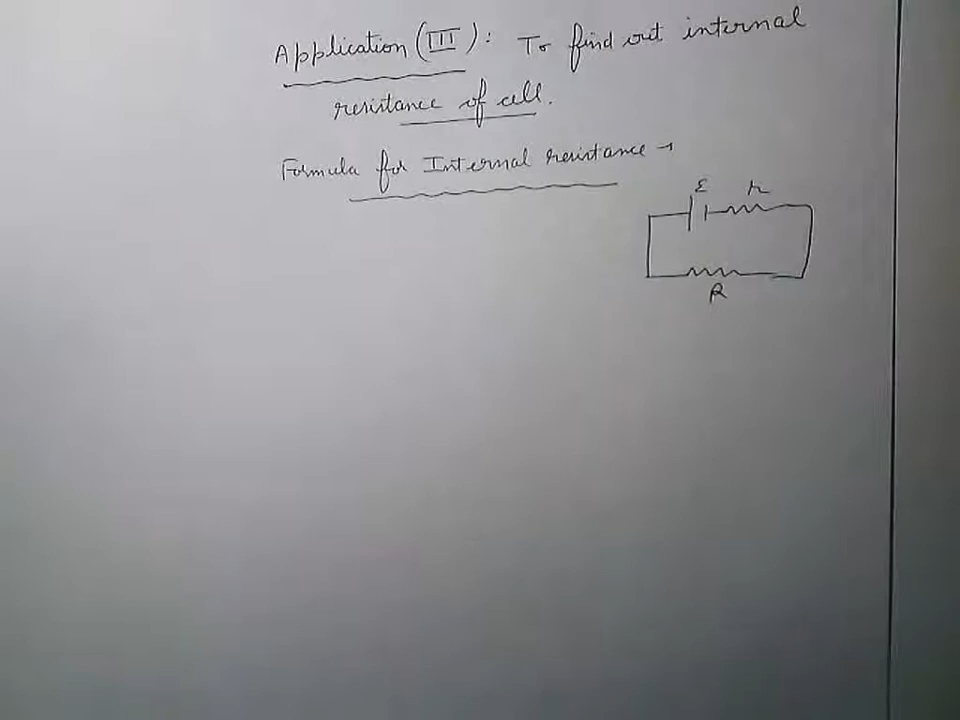 Application (III): To find out internal
resistance of cell.
Formula for Internal resistance →
ε r
R